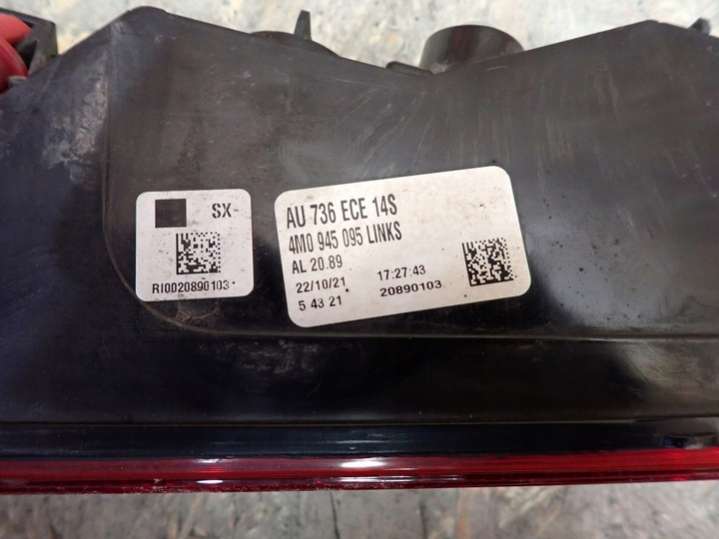 SX-
RI0020890103*
AU 736 ECE 14S
4M0 945 095 LINKS
AL 20.89
22/10/21 17:27:43
5 43 21 20890103